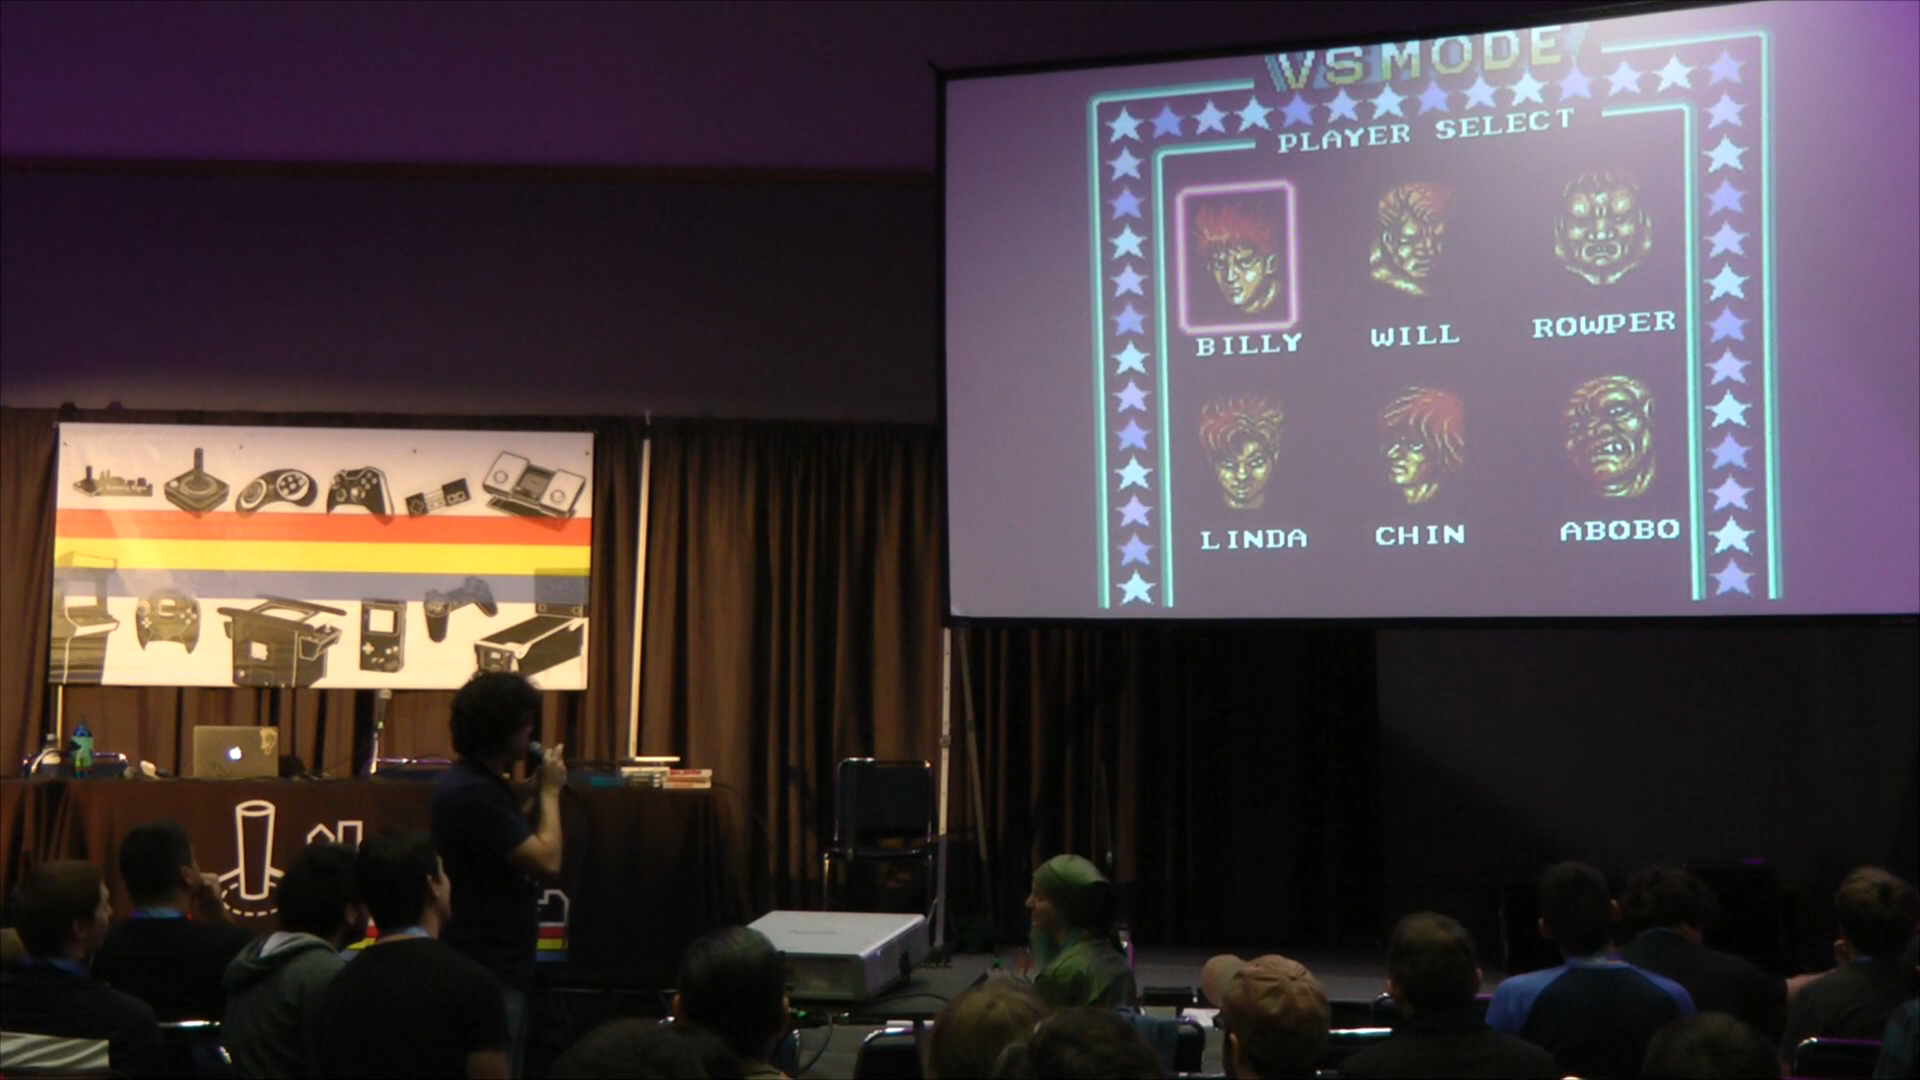 VS MODE
PLAYER SELECT
BILLY
WILL
ROWPER
LINDA
CHIN
ABOBO